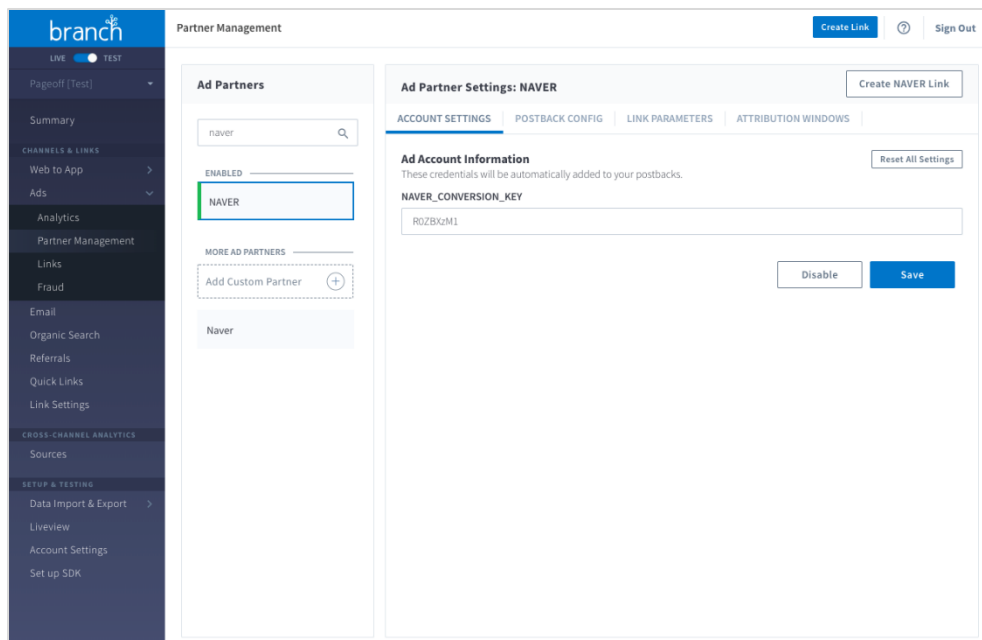 branch
Partner Management
Create Link
?
Sign Out
LIVE TEST
Pageoff [Test]
Summary
CHANNELS & LINKS
Web to App
Ads
Analytics
Partner Management
Links
Fraud
Email
Organic Search
Referrals
Quick Links
Link Settings
CROSS-CHANNEL ANALYTICS
Sources
SETUP & TESTING
Data Import & Export
Liveview
Account Settings
Set up SDK
Ad Partners
naver
ENABLED
NAVER
MORE AD PARTNERS
Add Custom Partner
Naver
Ad Partner Settings: NAVER
Create NAVER Link
ACCOUNT SETTINGS POSTBACK CONFIG LINK PARAMETERS ATTRIBUTION WINDOWS
Ad Account Information
Reset All Settings
These credentials will be automatically added to your postbacks.
NAVER_CONVERSION_KEY
R0ZBXzM1
Disable Save